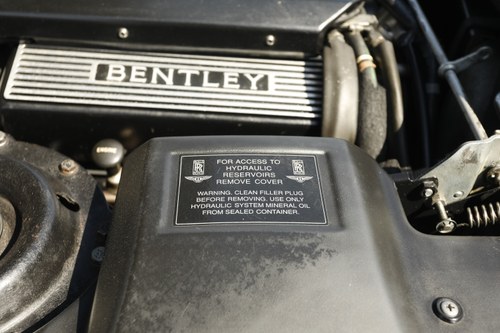 BENTLEY
FOR ACCESS TO
HYDRAULIC
RESERVOIRS
REMOVE COVER
WARNING. CLEAN FILLER PLUG
BEFORE REMOVING. USE ONLY
HYDRAULIC SYSTEM MINERAL OIL
FROM SEALED CONTAINER.